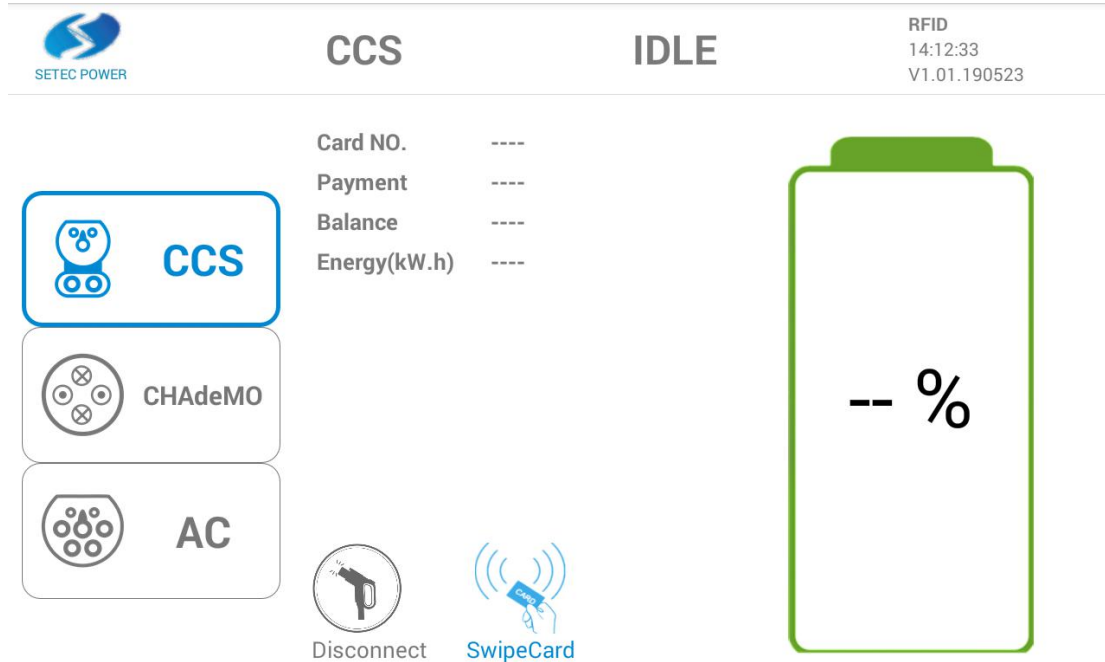 SETEC POWER
CCS
IDLE
RFID
14:12:33
V1.01.190523
Card NO. ----
Payment ----
Balance ----
Energy(kW.h) ----
CCS
CHAdeMO
AC
-- %
CARD
Disconnect
SwipeCard